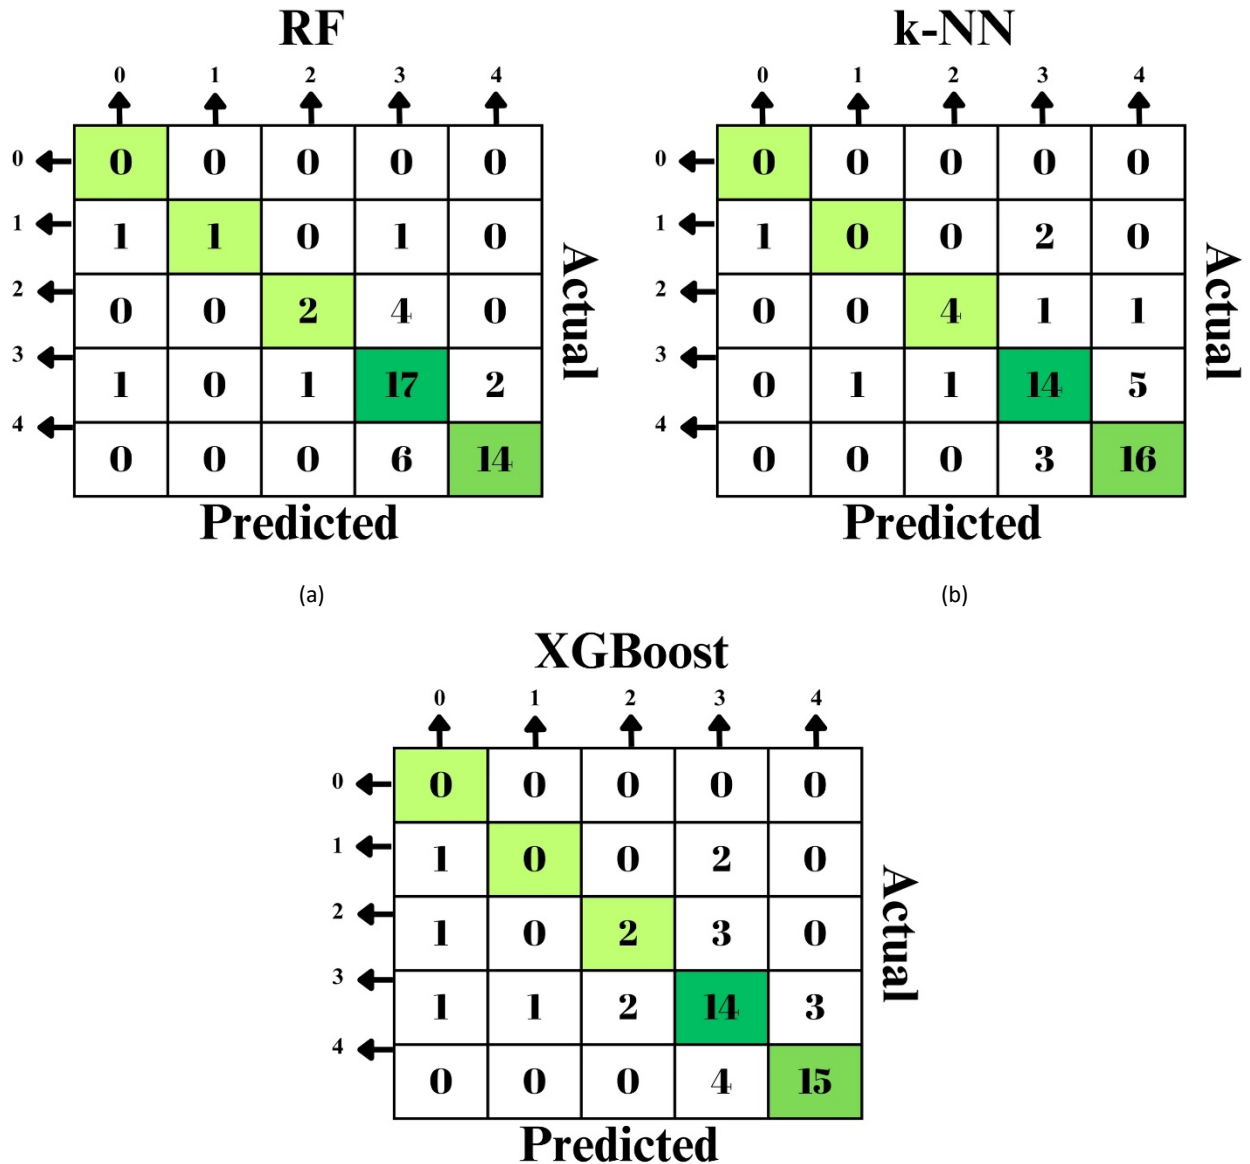 RF
0 1 2 3 4
0 0 0 0 0 0
1 1 1 0 1 0
2 0 0 2 4 0
3 1 0 1 17 2
4 0 0 0 6 14
Actual
Predicted
(a)
k-NN
0 1 2 3 4
0 0 0 0 0 0
1 1 0 0 2 0
2 0 0 4 1 1
3 0 1 1 14 5
4 0 0 0 3 16
Actual
Predicted
(b)
XGBoost
0 1 2 3 4
0 0 0 0 0 0
1 1 0 0 2 0
2 1 0 2 3 0
3 1 1 2 14 3
4 0 0 0 4 15
Actual
Predicted